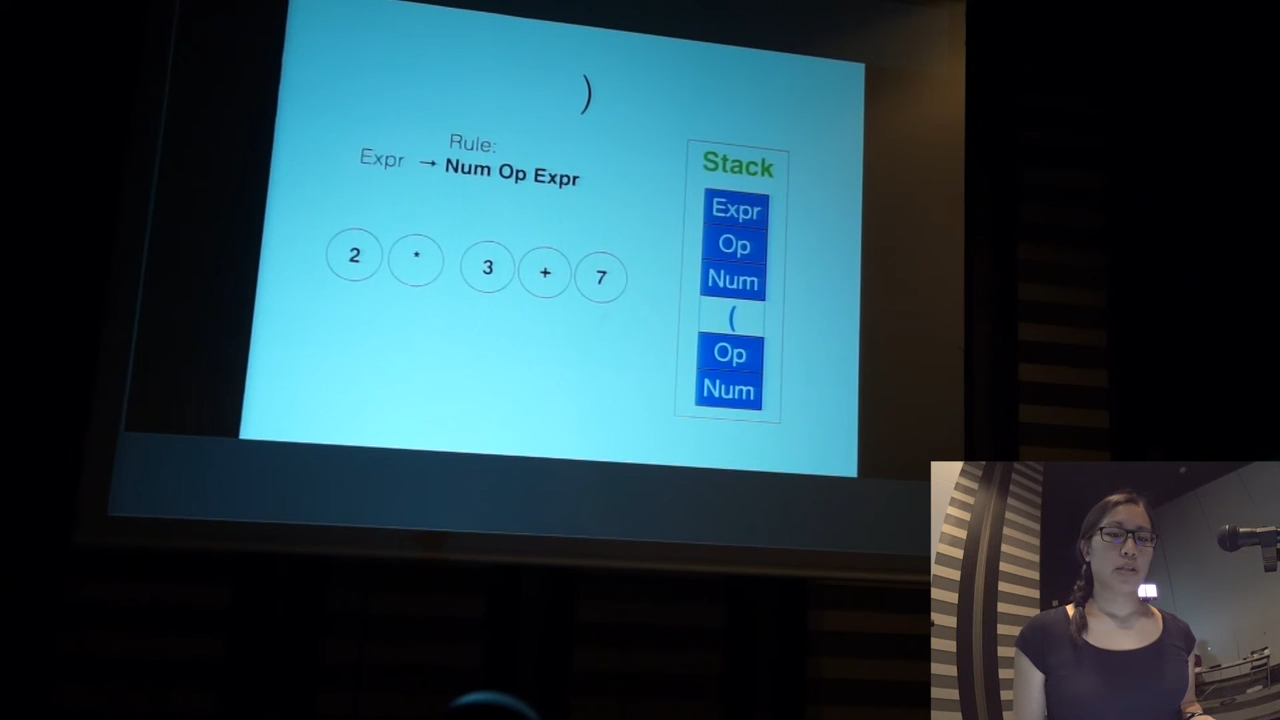 )
Rule:
Expr → Num Op Expr
2 * 3 + 7
Stack
Expr
Op
Num
(
Op
Num